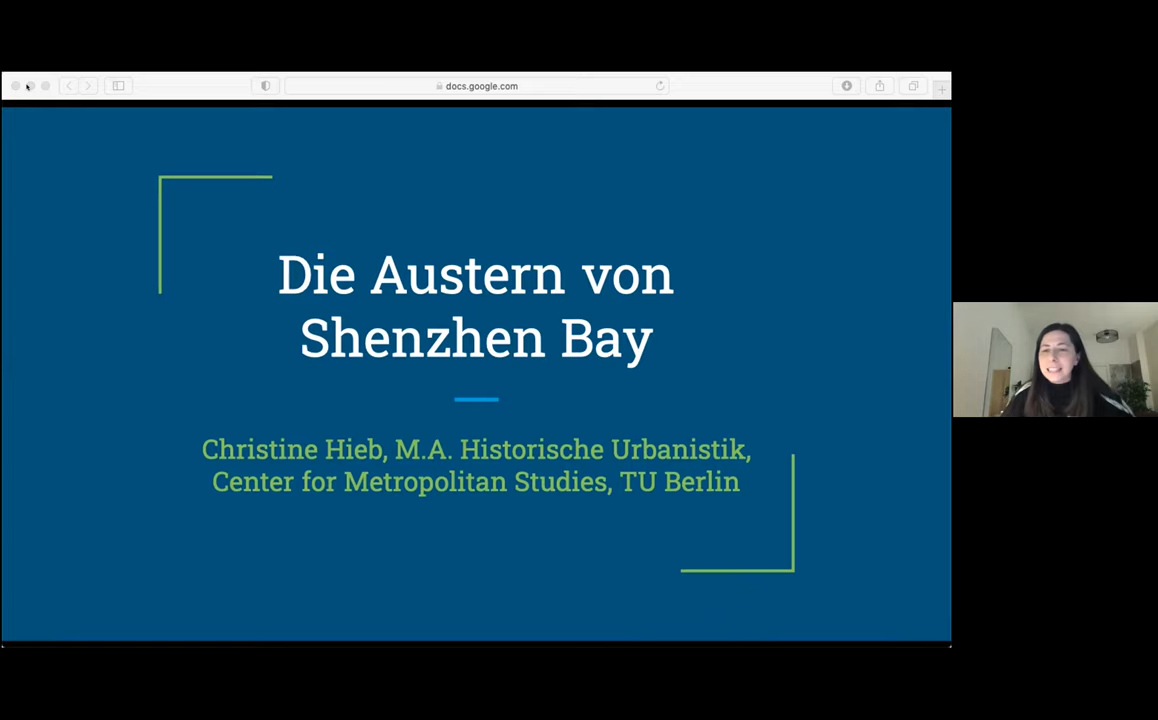 docs.google.com
Die Austern von
Shenzhen Bay
Christine Hieb, M.A. Historische Urbanistik,
Center for Metropolitan Studies, TU Berlin